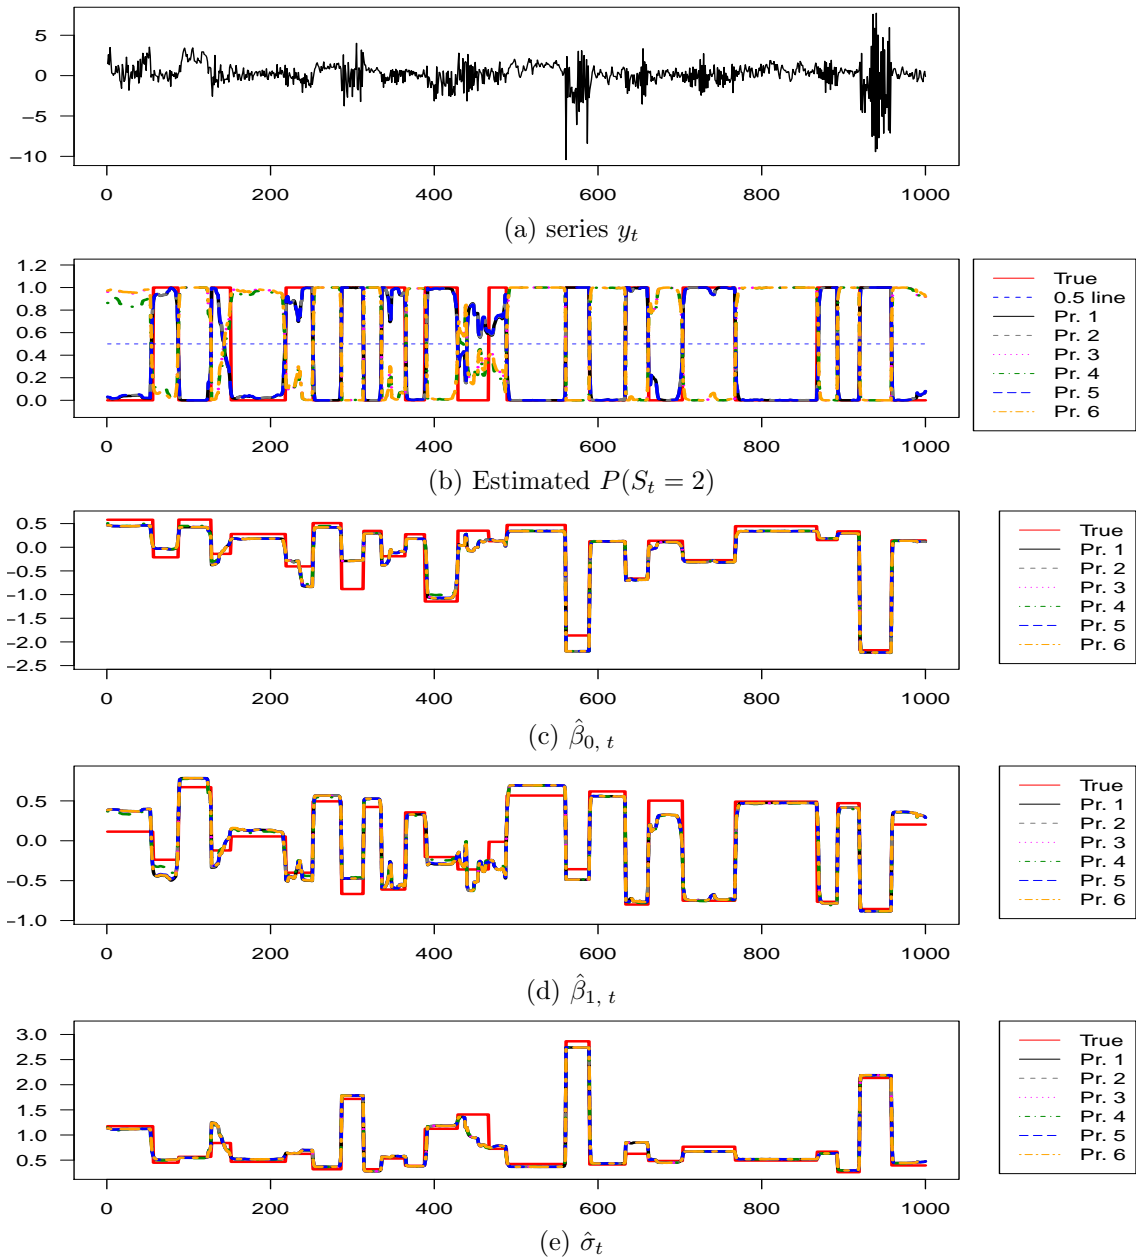 5
0
−5
−10
0 200 400 600 800 1000
(a) series y_t
1.2
1.0
0.8
0.6
0.4
0.2
0.0
0 200 400 600 800 1000
True
0.5 line
Pr. 1
Pr. 2
Pr. 3
Pr. 4
Pr. 5
Pr. 6
(b) Estimated P(S_t = 2)
0.5
0.0
−0.5
−1.0
−1.5
−2.0
−2.5
0 200 400 600 800 1000
True
Pr. 1
Pr. 2
Pr. 3
Pr. 4
Pr. 5
Pr. 6
(c) β̂_{0, t}
0.5
0.0
−0.5
−1.0
0 200 400 600 800 1000
True
Pr. 1
Pr. 2
Pr. 3
Pr. 4
Pr. 5
Pr. 6
(d) β̂_{1, t}
3.0
2.5
2.0
1.5
1.0
0.5
0 200 400 600 800 1000
True
Pr. 1
Pr. 2
Pr. 3
Pr. 4
Pr. 5
Pr. 6
(e) σ̂_t